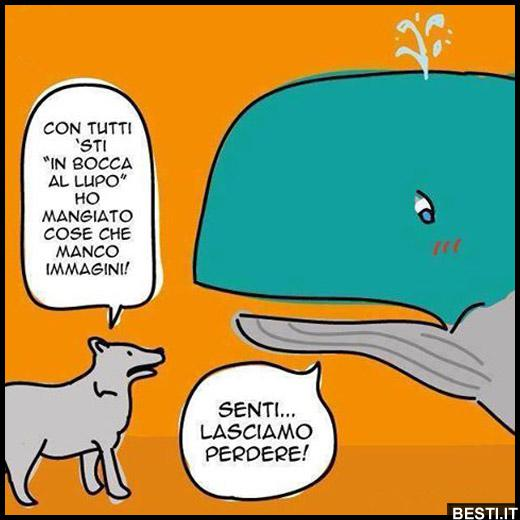 CON TUTTI
'STI
"IN BOCCA
AL LUPO"
HO
MANGIATO
COSE CHE
MANCO
IMMAGINI!
SENTI...
LASCIAMO
PERDERE!
BESTI.IT